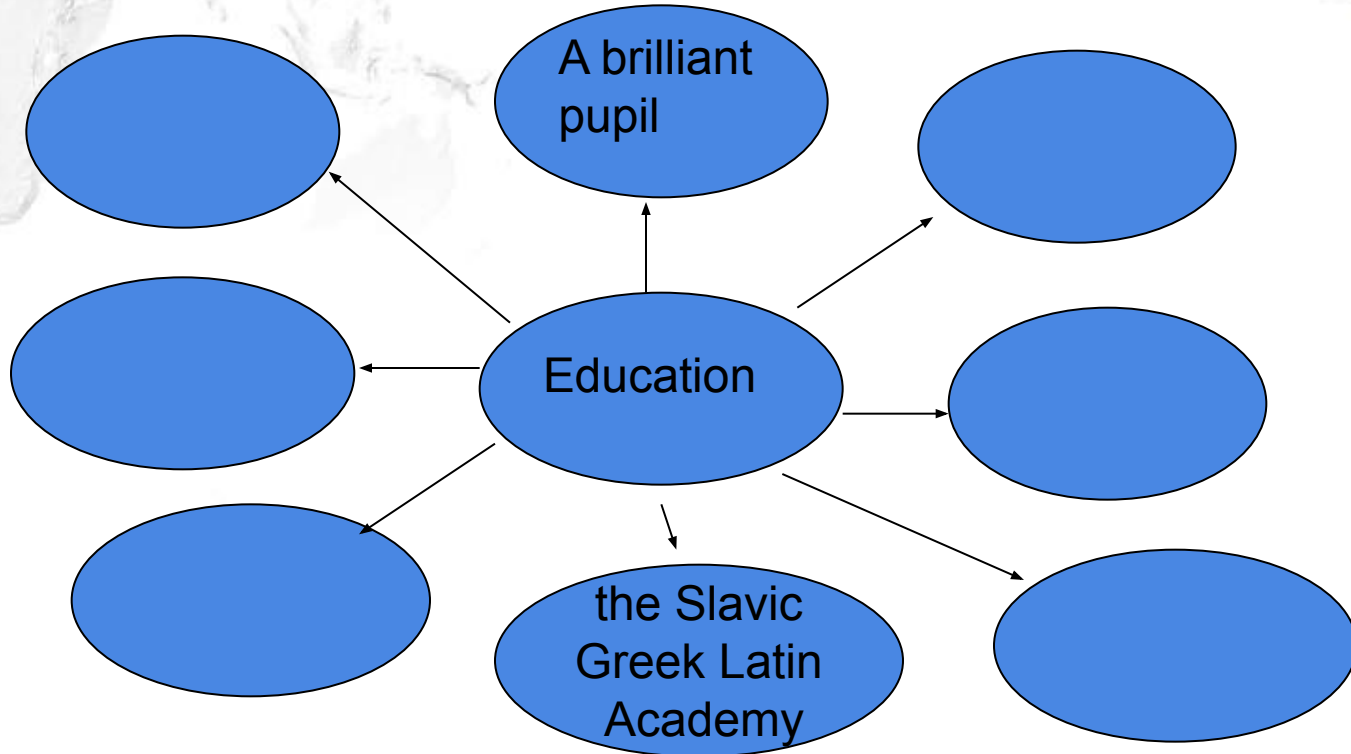 A brilliant
pupil
Education
the Slavic
Greek Latin
Academy